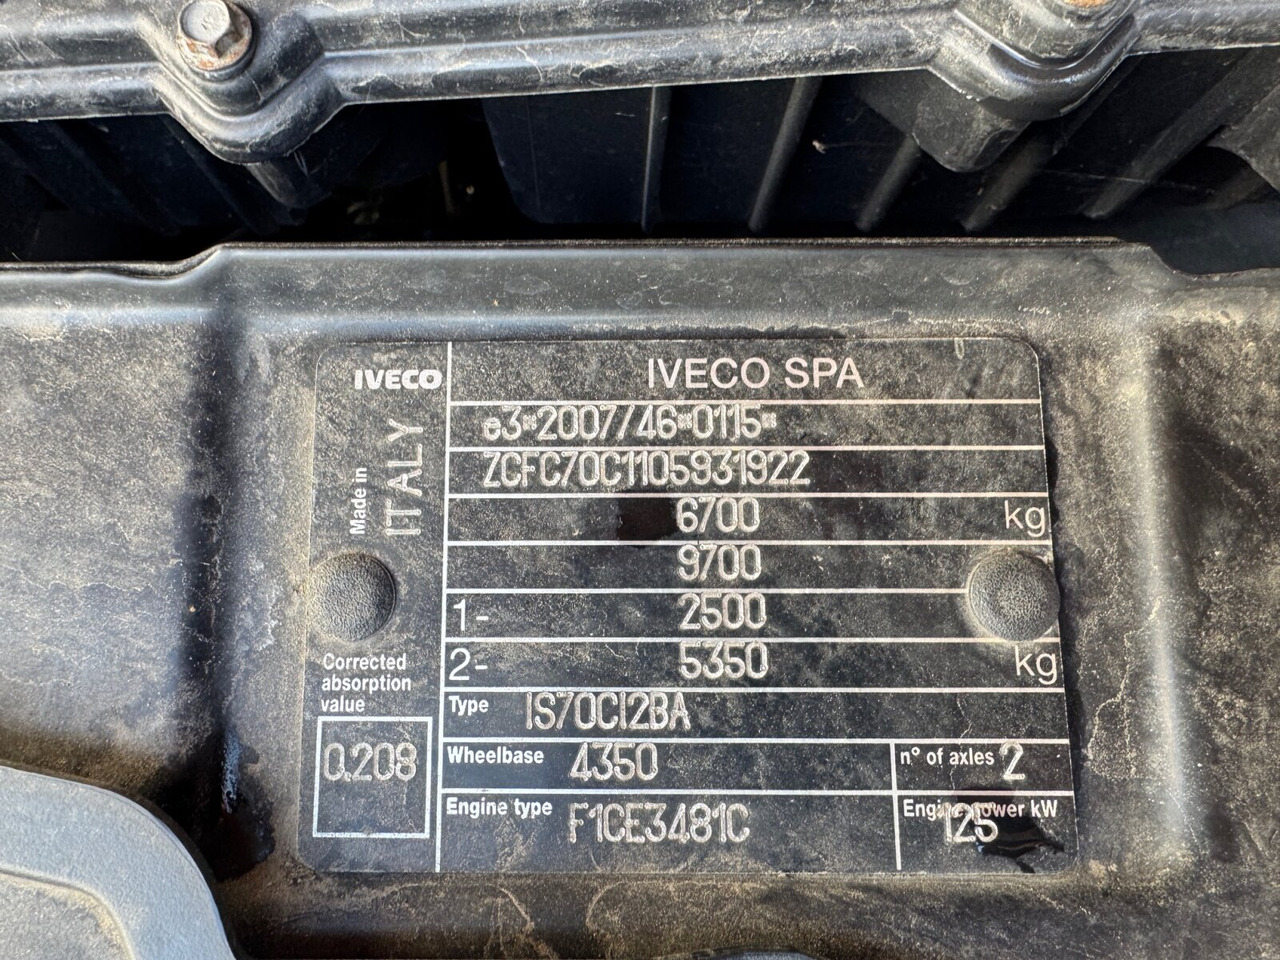 IVECO
IVECO SPA
Made in
ITALY
e3*2007/46*0115*
ZCFC70C1105931922
6700 kg
9700
1- 2500
2- 5350 kg
Corrected
absorption
value
0.208
Type IS70CI2BA
Wheelbase 4350
n° of axles 2
Engine type F1CE3481C
Engine power kW
125